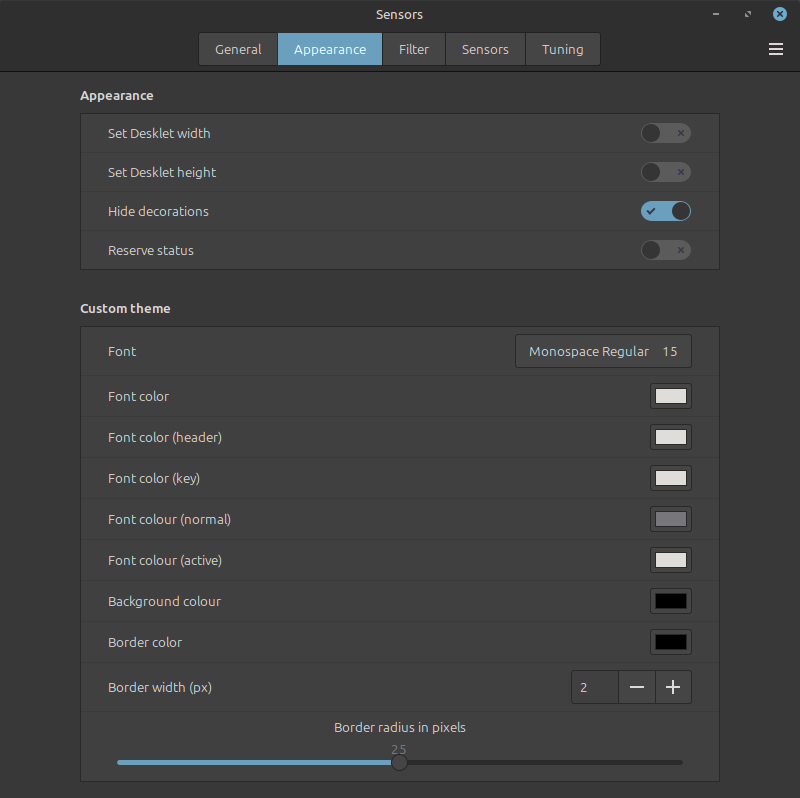 Sensors
General Appearance Filter Sensors Tuning
Appearance
Set Desklet width
Set Desklet height
Hide decorations
Reserve status
Custom theme
Font Monospace Regular 15
Font color
Font color (header)
Font color (key)
Font colour (normal)
Font colour (active)
Background colour
Border color
Border width (px) 2
Border radius in pixels
25